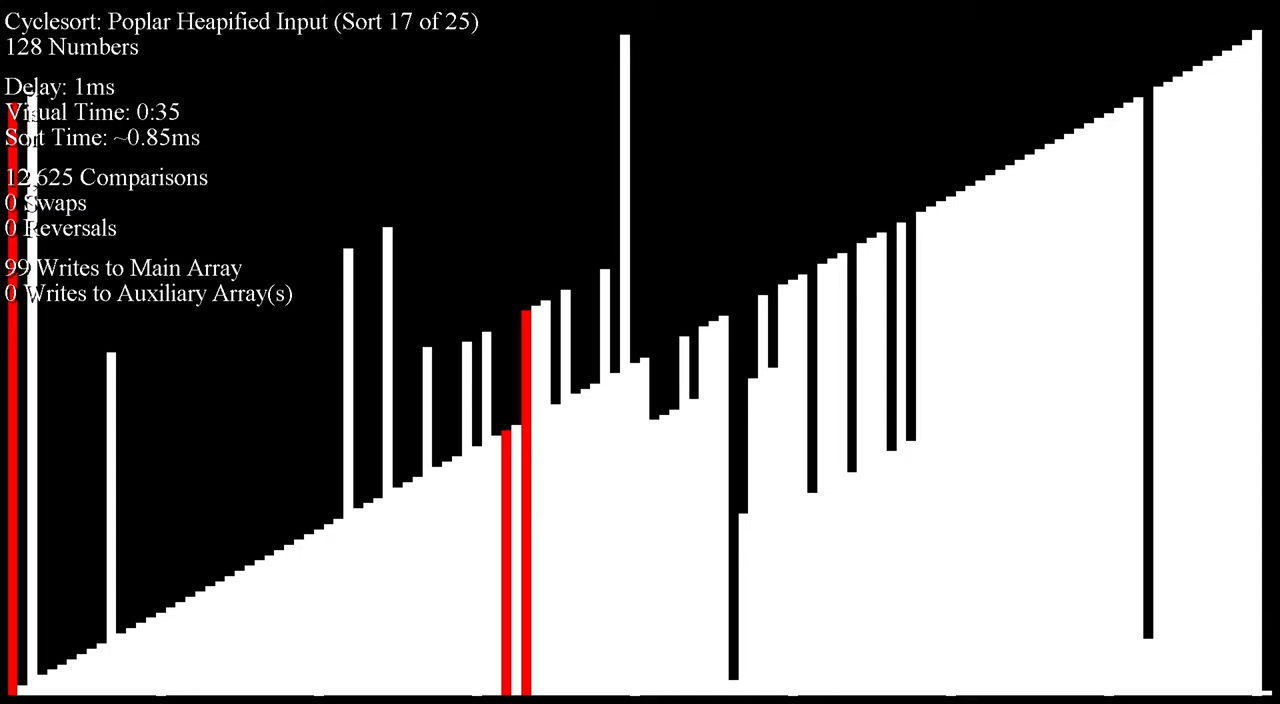 Cyclesort: Poplar Heapified Input (Sort 17 of 25)
128 Numbers
Delay: 1ms
Visual Time: 0:35
Sort Time: ~0.85ms
12,625 Comparisons
0 Swaps
0 Reversals
99 Writes to Main Array
0 Writes to Auxiliary Array(s)